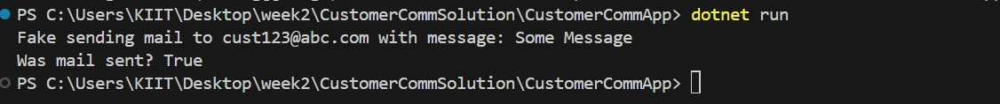 PS C:\Users\KIIT\Desktop\week2\CustomerCommSolution\CustomerCommApp> dotnet run
Fake sending mail to cust123@abc.com with message: Some Message
Was mail sent? True
PS C:\Users\KIIT\Desktop\week2\CustomerCommSolution\CustomerCommApp>